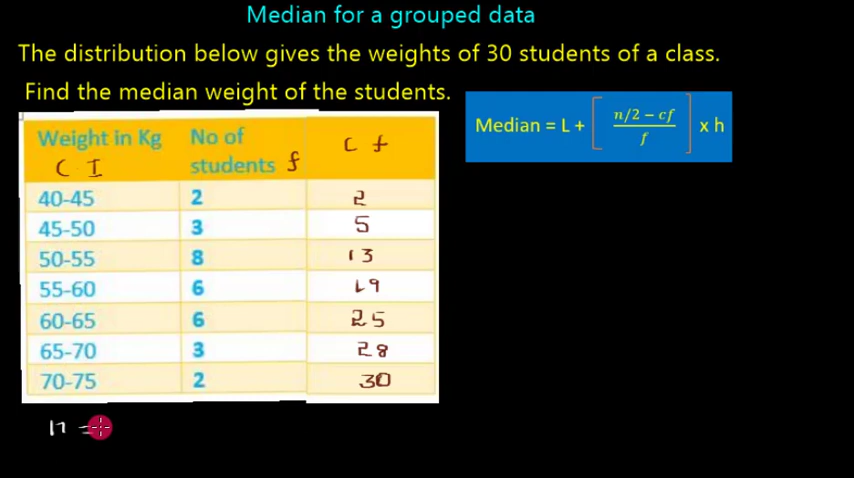 Median for a grouped data
The distribution below gives the weights of 30 students of a class.
Find the median weight of the students.
Median = L + [ n/2 − cf / f ] x h
Weight in Kg No of C f
C I students f
40-45 2 2
45-50 3 5
50-55 8 13
55-60 6 19
60-65 6 25
65-70 3 28
70-75 2 30
n =